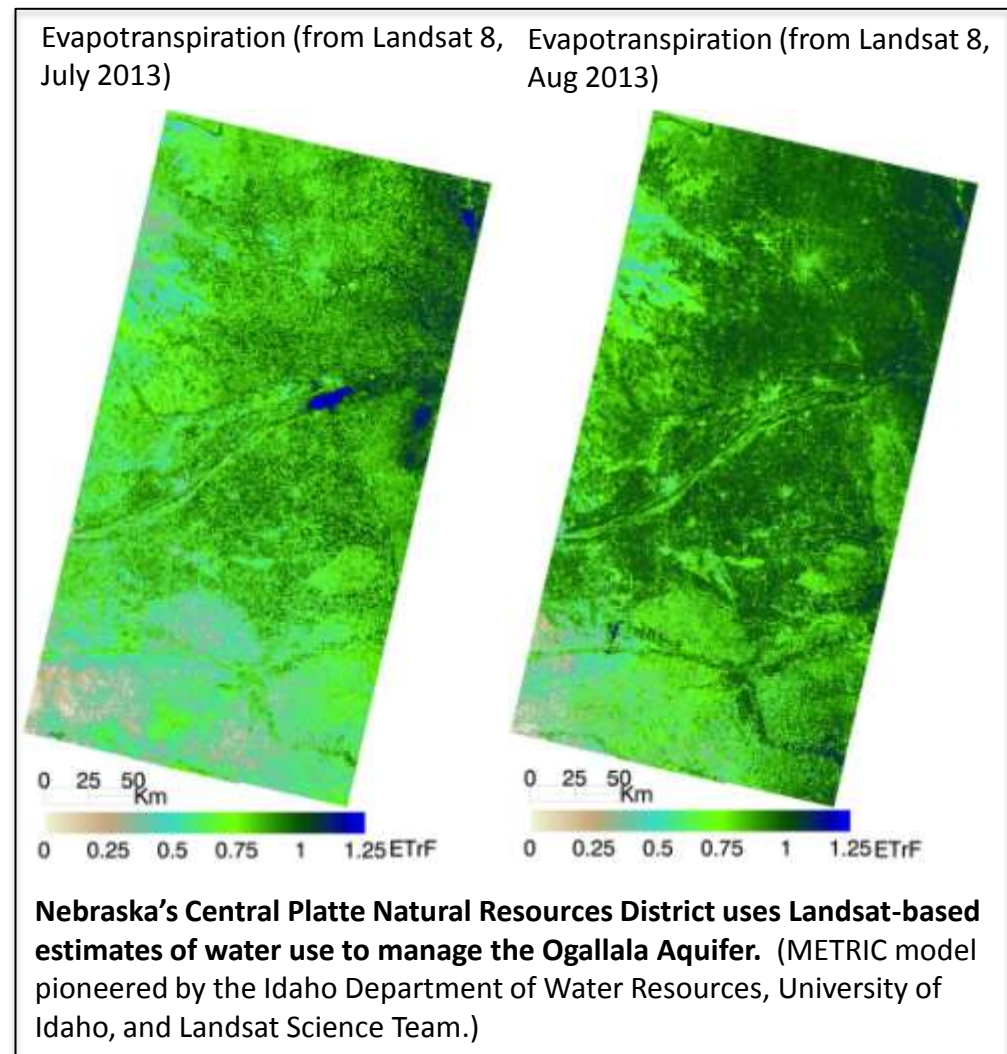 Evapotranspiration (from Landsat 8,
July 2013)
Evapotranspiration (from Landsat 8,
Aug 2013)
0 25 50
Km
0 0.25 0.5 0.75 1 1.25 ETrF
0 25 50
Km
0 0.25 0.5 0.75 1 1.25 ETrF
Nebraska’s Central Platte Natural Resources District uses Landsat-based
estimates of water use to manage the Ogallala Aquifer. (METRIC model
pioneered by the Idaho Department of Water Resources, University of
Idaho, and Landsat Science Team.)